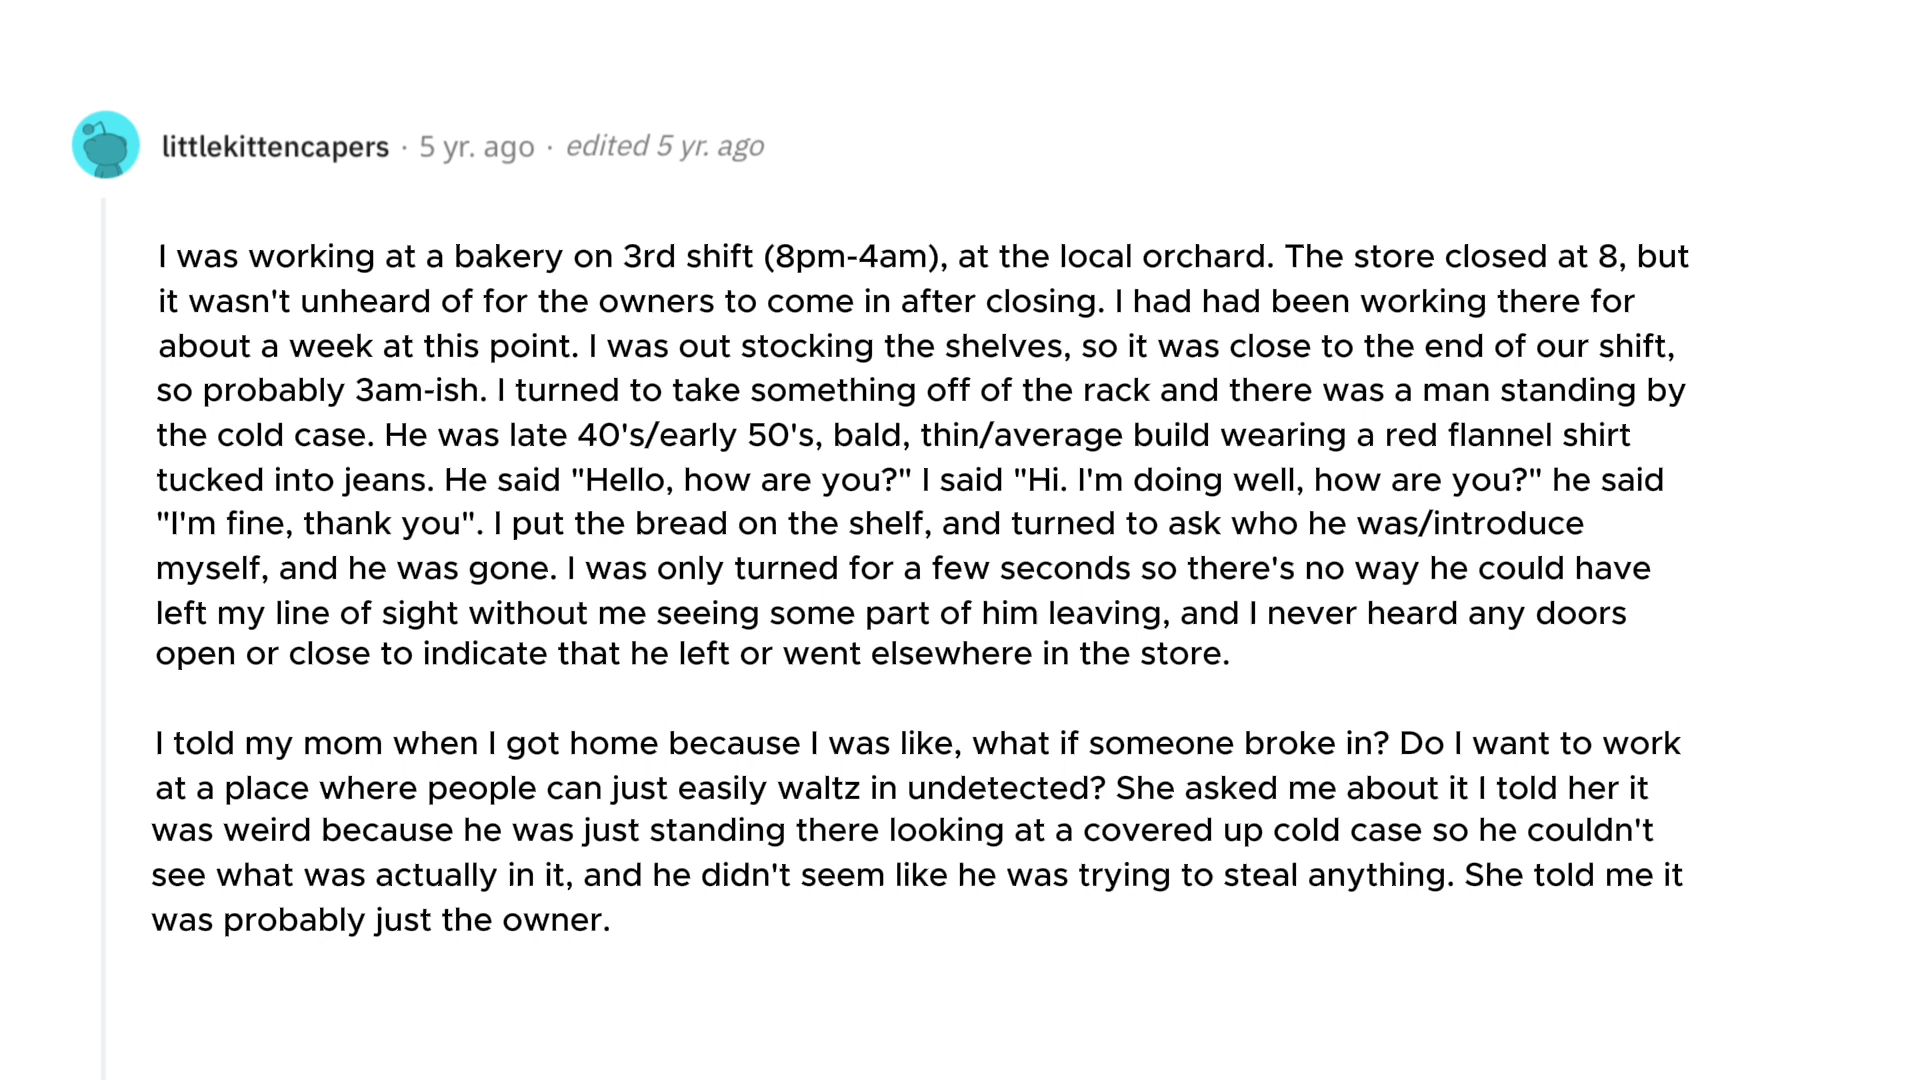 littlekittencapers · 5 yr. ago · edited 5 yr. ago
I was working at a bakery on 3rd shift (8pm-4am), at the local orchard. The store closed at 8, but
it wasn't unheard of for the owners to come in after closing. I had had been working there for
about a week at this point. I was out stocking the shelves, so it was close to the end of our shift,
so probably 3am-ish. I turned to take something off of the rack and there was a man standing by
the cold case. He was late 40's/early 50's, bald, thin/average build wearing a red flannel shirt
tucked into jeans. He said "Hello, how are you?" I said "Hi. I'm doing well, how are you?" he said
"I'm fine, thank you". I put the bread on the shelf, and turned to ask who he was/introduce
myself, and he was gone. I was only turned for a few seconds so there's no way he could have
left my line of sight without me seeing some part of him leaving, and I never heard any doors
open or close to indicate that he left or went elsewhere in the store.
I told my mom when I got home because I was like, what if someone broke in? Do I want to work
at a place where people can just easily waltz in undetected? She asked me about it I told her it
was weird because he was just standing there looking at a covered up cold case so he couldn't
see what was actually in it, and he didn't seem like he was trying to steal anything. She told me it
was probably just the owner.